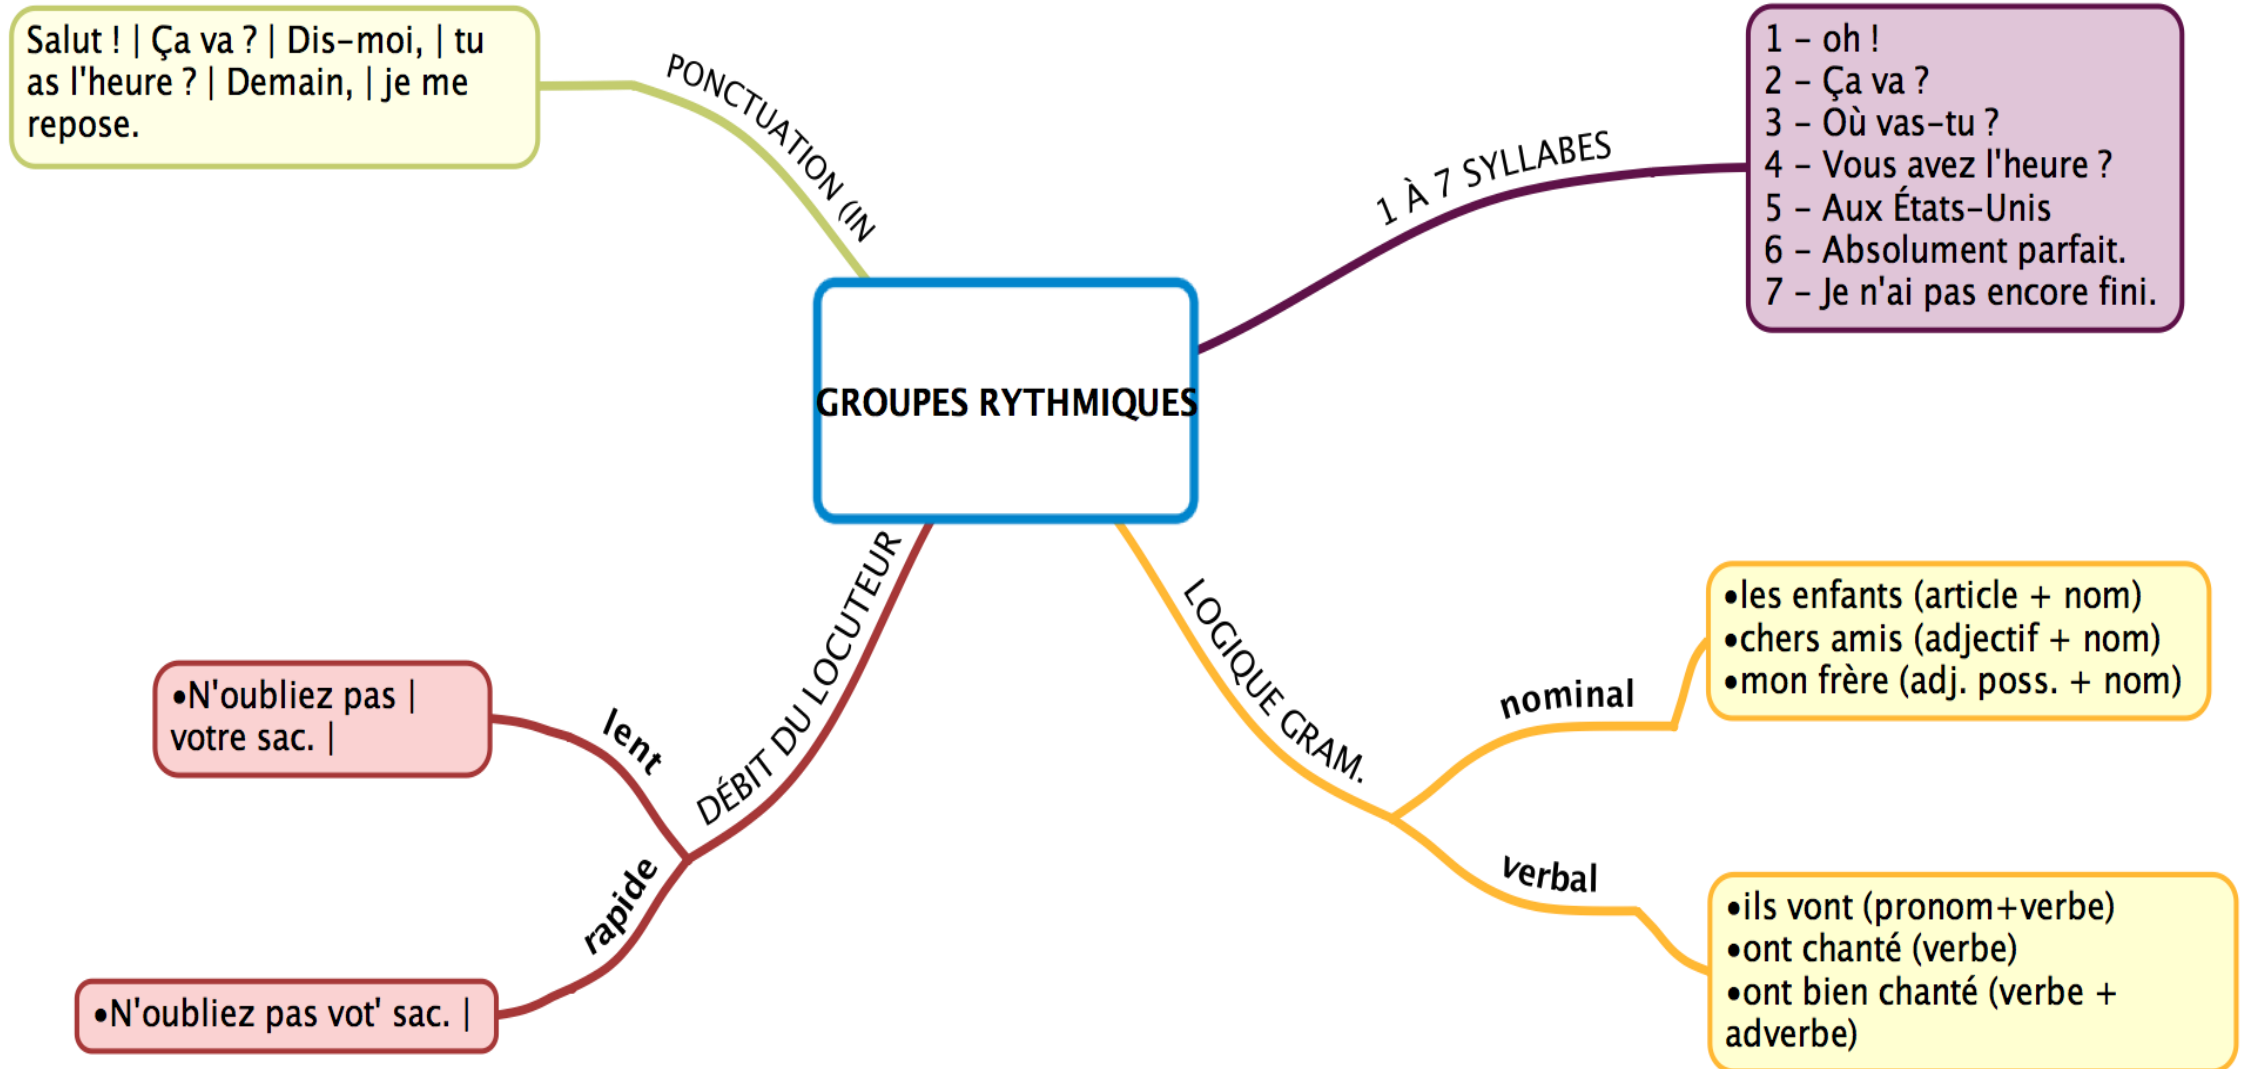 Salut ! | Ça va ? | Dis-moi, | tu
as l'heure ? | Demain, | je me
repose.
PONCTUATION (IN
1 À 7 SYLLABES
1 - oh !
2 - Ça va ?
3 - Où vas-tu ?
4 - Vous avez l'heure ?
5 - Aux États-Unis
6 - Absolument parfait.
7 - Je n'ai pas encore fini.
GROUPES RYTHMIQUES
DÉBIT DU LOCUTEUR
lent
•N'oubliez pas |
votre sac. |
rapide
•N'oubliez pas vot' sac. |
LOGIQUE GRAM.
nominal
•les enfants (article + nom)
•chers amis (adjectif + nom)
•mon frère (adj. poss. + nom)
verbal
•ils vont (pronom+verbe)
•ont chanté (verbe)
•ont bien chanté (verbe +
adverbe)